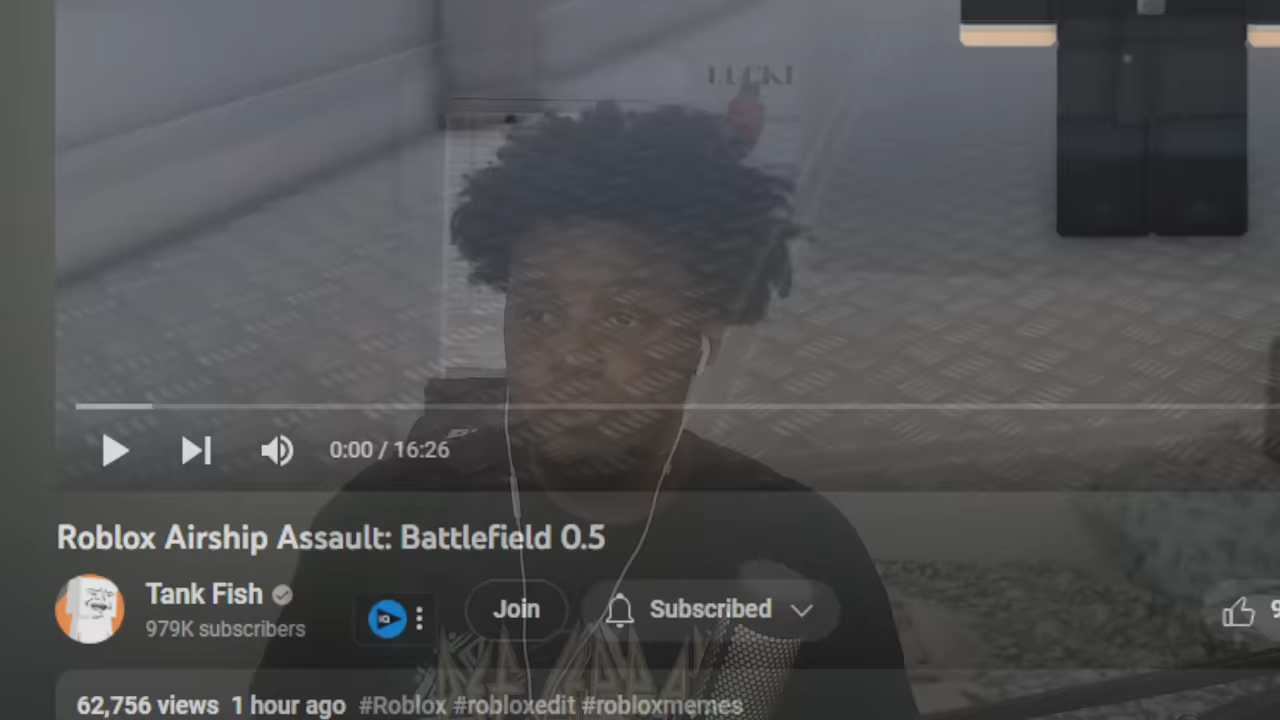 LUCKI
0:00 / 16:26
Roblox Airship Assault: Battlefield 0.5
Tank Fish
979K subscribers
IQ
Join
Subscribed
62,756 views 1 hour ago #Roblox #robloxedit #robloxmemes